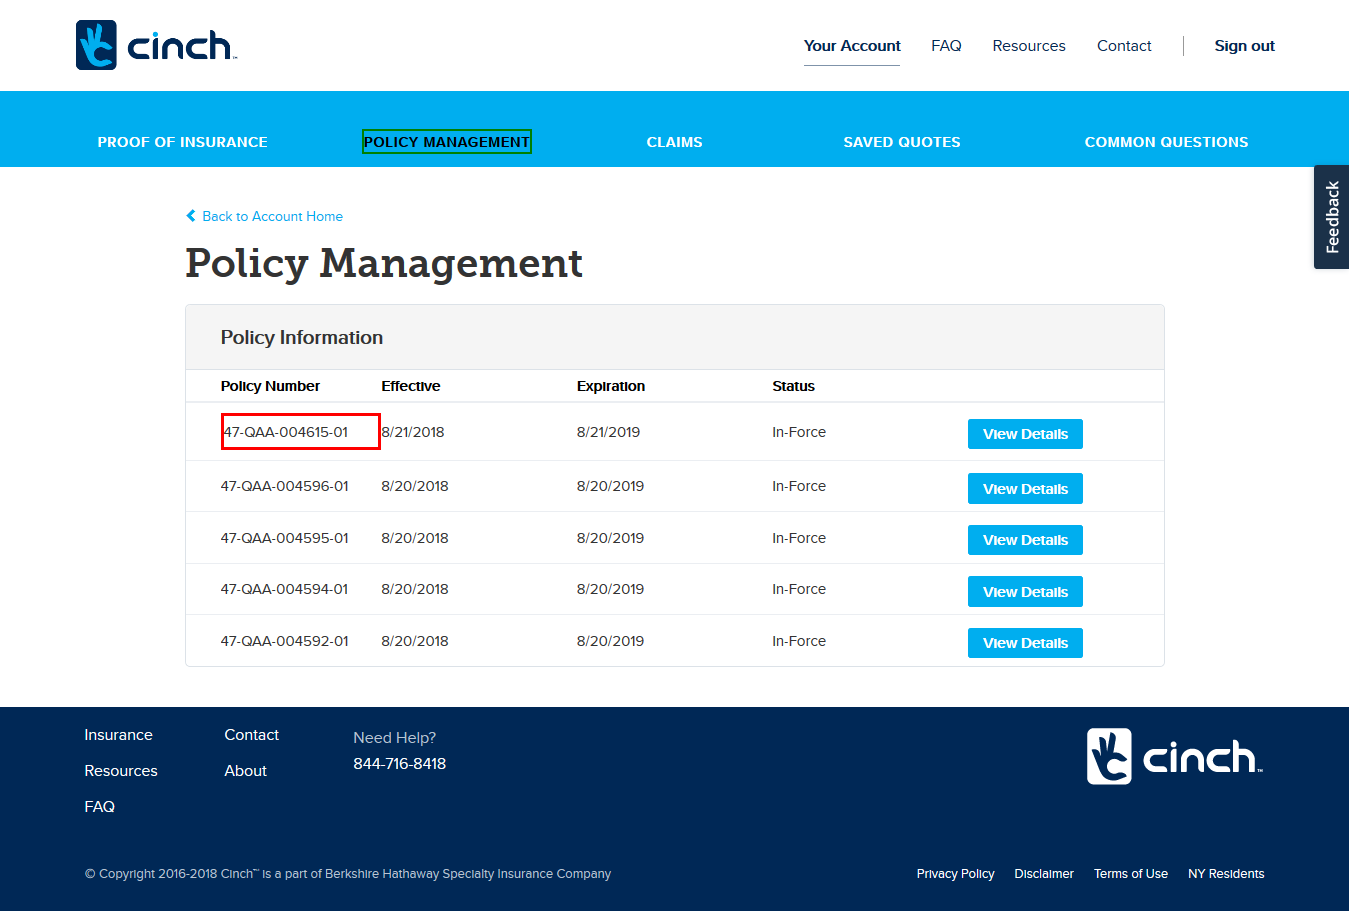 cinch™
Your Account FAQ Resources Contact Sign out
PROOF OF INSURANCE POLICY MANAGEMENT CLAIMS SAVED QUOTES COMMON QUESTIONS
Feedback
Back to Account Home
Policy Management
Policy Information
Policy Number Effective Expiration Status
47-QAA-004615-01 8/21/2018 8/21/2019 In-Force View Details
47-QAA-004596-01 8/20/2018 8/20/2019 In-Force View Details
47-QAA-004595-01 8/20/2018 8/20/2019 In-Force View Details
47-QAA-004594-01 8/20/2018 8/20/2019 In-Force View Details
47-QAA-004592-01 8/20/2018 8/20/2019 In-Force View Details
Insurance Contact Need Help?
Resources About 844-716-8418
FAQ
cinch™
© Copyright 2016-2018 Cinch™ is a part of Berkshire Hathaway Specialty Insurance Company
Privacy Policy Disclaimer Terms of Use NY Residents